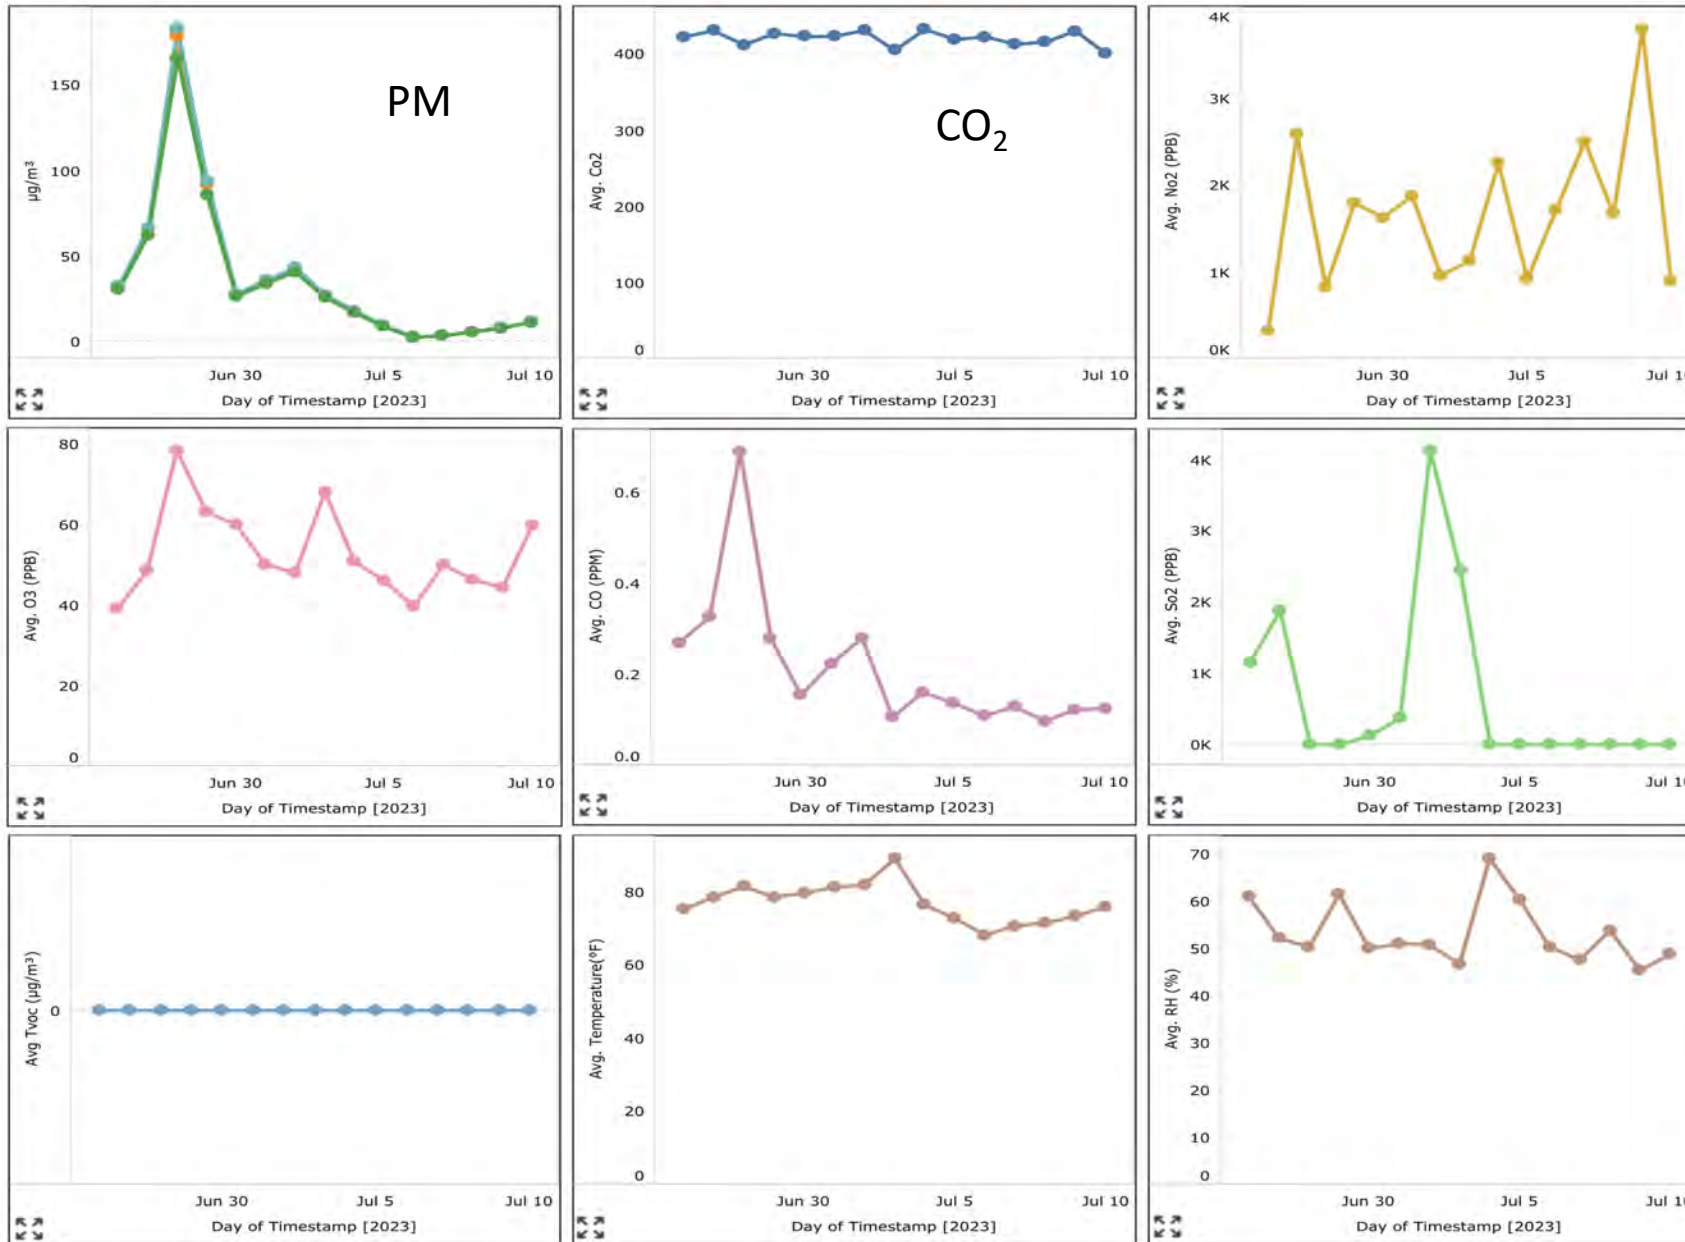 PM
150
100
50
0
µg/m³
Jun 30
Jul 5
Jul 10
Day of Timestamp [2023]
CO₂
400
300
200
100
0
Avg. Co2
Jun 30
Jul 5
Jul 10
Day of Timestamp [2023]
4K
3K
2K
1K
0K
Avg. No2 (PPB)
Jun 30
Jul 5
Jul 10
Day of Timestamp [2023]
80
60
40
20
0
Avg. O3 (PPB)
Jun 30
Jul 5
Jul 10
Day of Timestamp [2023]
0.6
0.4
0.2
0.0
Avg. CO (PPM)
Jun 30
Jul 5
Jul 10
Day of Timestamp [2023]
4K
3K
2K
1K
0K
Avg. So2 (PPB)
Jun 30
Jul 5
Jul 10
Day of Timestamp [2023]
0
Avg Tvoc (µg/m³)
Jun 30
Jul 5
Jul 10
Day of Timestamp [2023]
80
60
40
20
0
Avg. Temperature(°F)
Jun 30
Jul 5
Jul 10
Day of Timestamp [2023]
70
60
50
40
30
20
10
0
Avg. RH (%)
Jun 30
Jul 5
Jul 10
Day of Timestamp [2023]